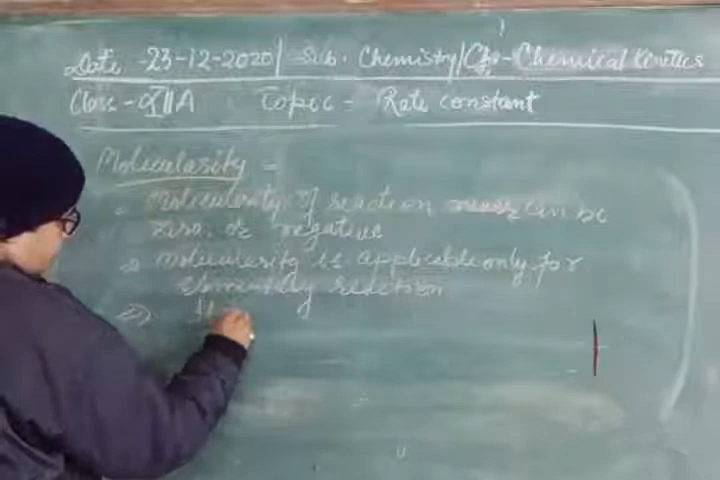 Date - 23-12-2020 | Sub. Chemistry/Ch - Chemical Kinetics
Class - XII A Topic = Rate constant
Molecularity =
Molecularity of reaction never can be
zero or negative
Molecularity is applicable only for
elementary reaction